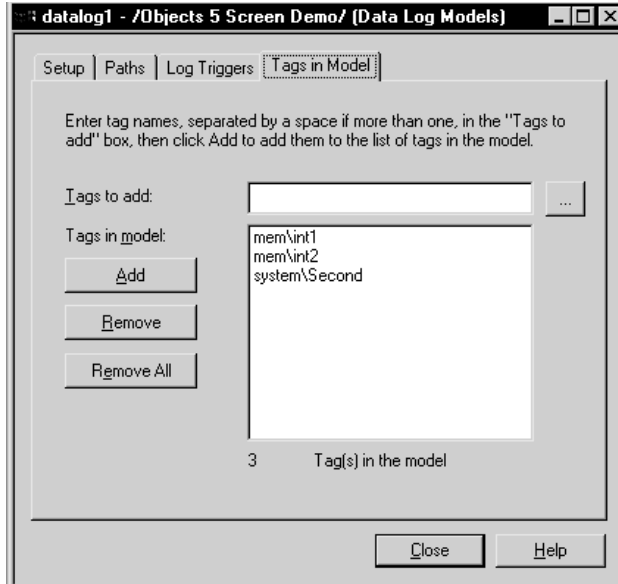 datalog1 - /Objects 5 Screen Demo/ (Data Log Models)
Setup Paths Log Triggers Tags in Model
Enter tag names, separated by a space if more than one, in the "Tags to
add" box, then click Add to add them to the list of tags in the model.
Tags to add:
...
Tags in model:
mem\int1
mem\int2
system\Second
Add
Remove
Remove All
3 Tag(s) in the model
Close Help